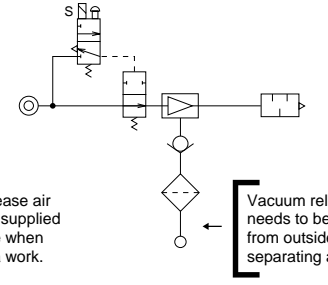 S
ease air
supplied
when
work.
Vacuum rel
needs to be
from outside
separating a